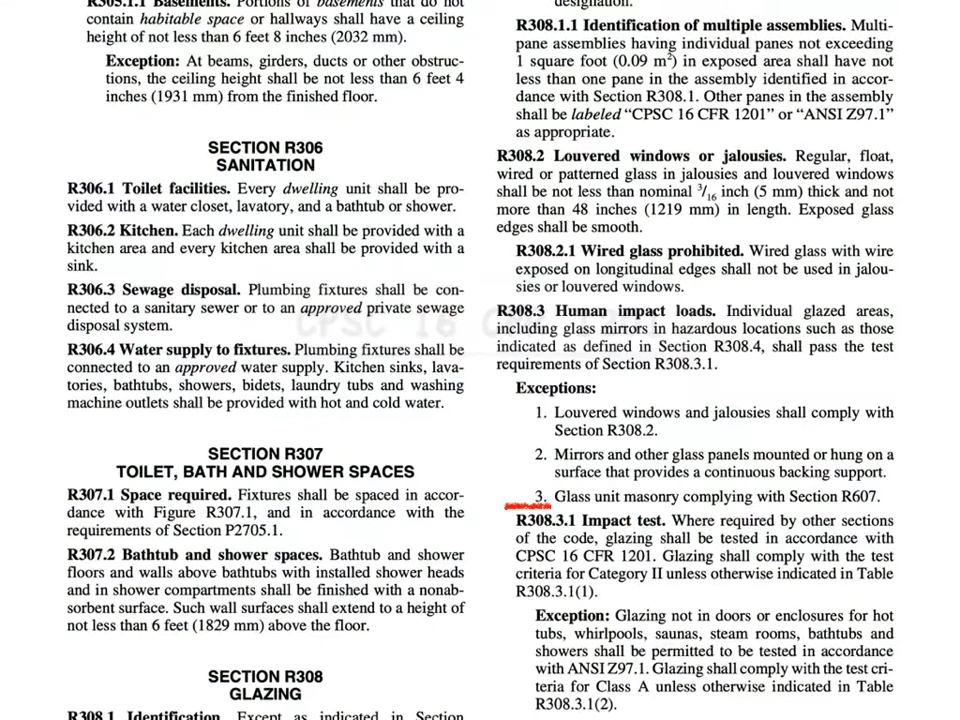 R305.1.1 Basements. Portions of basements that do not
contain habitable space or hallways shall have a ceiling
height of not less than 6 feet 8 inches (2032 mm).
Exception: At beams, girders, ducts or other obstruc-
tions, the ceiling height shall be not less than 6 feet 4
inches (1931 mm) from the finished floor.
SECTION R306
SANITATION
R306.1 Toilet facilities. Every dwelling unit shall be pro-
vided with a water closet, lavatory, and a bathtub or shower.
R306.2 Kitchen. Each dwelling unit shall be provided with a
kitchen area and every kitchen area shall be provided with a
sink.
R306.3 Sewage disposal. Plumbing fixtures shall be con-
nected to a sanitary sewer or to an approved private sewage
disposal system.
R306.4 Water supply to fixtures. Plumbing fixtures shall be
connected to an approved water supply. Kitchen sinks, lava-
tories, bathtubs, showers, bidets, laundry tubs and washing
machine outlets shall be provided with hot and cold water.
SECTION R307
TOILET, BATH AND SHOWER SPACES
R307.1 Space required. Fixtures shall be spaced in accor-
dance with Figure R307.1, and in accordance with the
requirements of Section P2705.1.
R307.2 Bathtub and shower spaces. Bathtub and shower
floors and walls above bathtubs with installed shower heads
and in shower compartments shall be finished with a nonab-
sorbent surface. Such wall surfaces shall extend to a height of
not less than 6 feet (1829 mm) above the floor.
SECTION R308
GLAZING
R308.1 Identification. Except as indicated in Section
designation.
R308.1.1 Identification of multiple assemblies. Multi-
pane assemblies having individual panes not exceeding
1 square foot (0.09 m²) in exposed area shall have not
less than one pane in the assembly identified in accor-
dance with Section R308.1. Other panes in the assembly
shall be labeled “CPSC 16 CFR 1201” or “ANSI Z97.1”
as appropriate.
R308.2 Louvered windows or jalousies. Regular, float,
wired or patterned glass in jalousies and louvered windows
shall be not less than nominal 3/16 inch (5 mm) thick and not
more than 48 inches (1219 mm) in length. Exposed glass
edges shall be smooth.
R308.2.1 Wired glass prohibited. Wired glass with wire
exposed on longitudinal edges shall not be used in jalou-
sies or louvered windows.
R308.3 Human impact loads. Individual glazed areas,
including glass mirrors in hazardous locations such as those
indicated as defined in Section R308.4, shall pass the test
requirements of Section R308.3.1.
Exceptions:
1. Louvered windows and jalousies shall comply with
Section R308.2.
2. Mirrors and other glass panels mounted or hung on a
surface that provides a continuous backing support.
3. Glass unit masonry complying with Section R607.
R308.3.1 Impact test. Where required by other sections
of the code, glazing shall be tested in accordance with
CPSC 16 CFR 1201. Glazing shall comply with the test
criteria for Category II unless otherwise indicated in Table
R308.3.1(1).
Exception: Glazing not in doors or enclosures for hot
tubs, whirlpools, saunas, steam rooms, bathtubs and
showers shall be permitted to be tested in accordance
with ANSI Z97.1. Glazing shall comply with the test cri-
teria for Class A unless otherwise indicated in Table
R308.3.1(2).